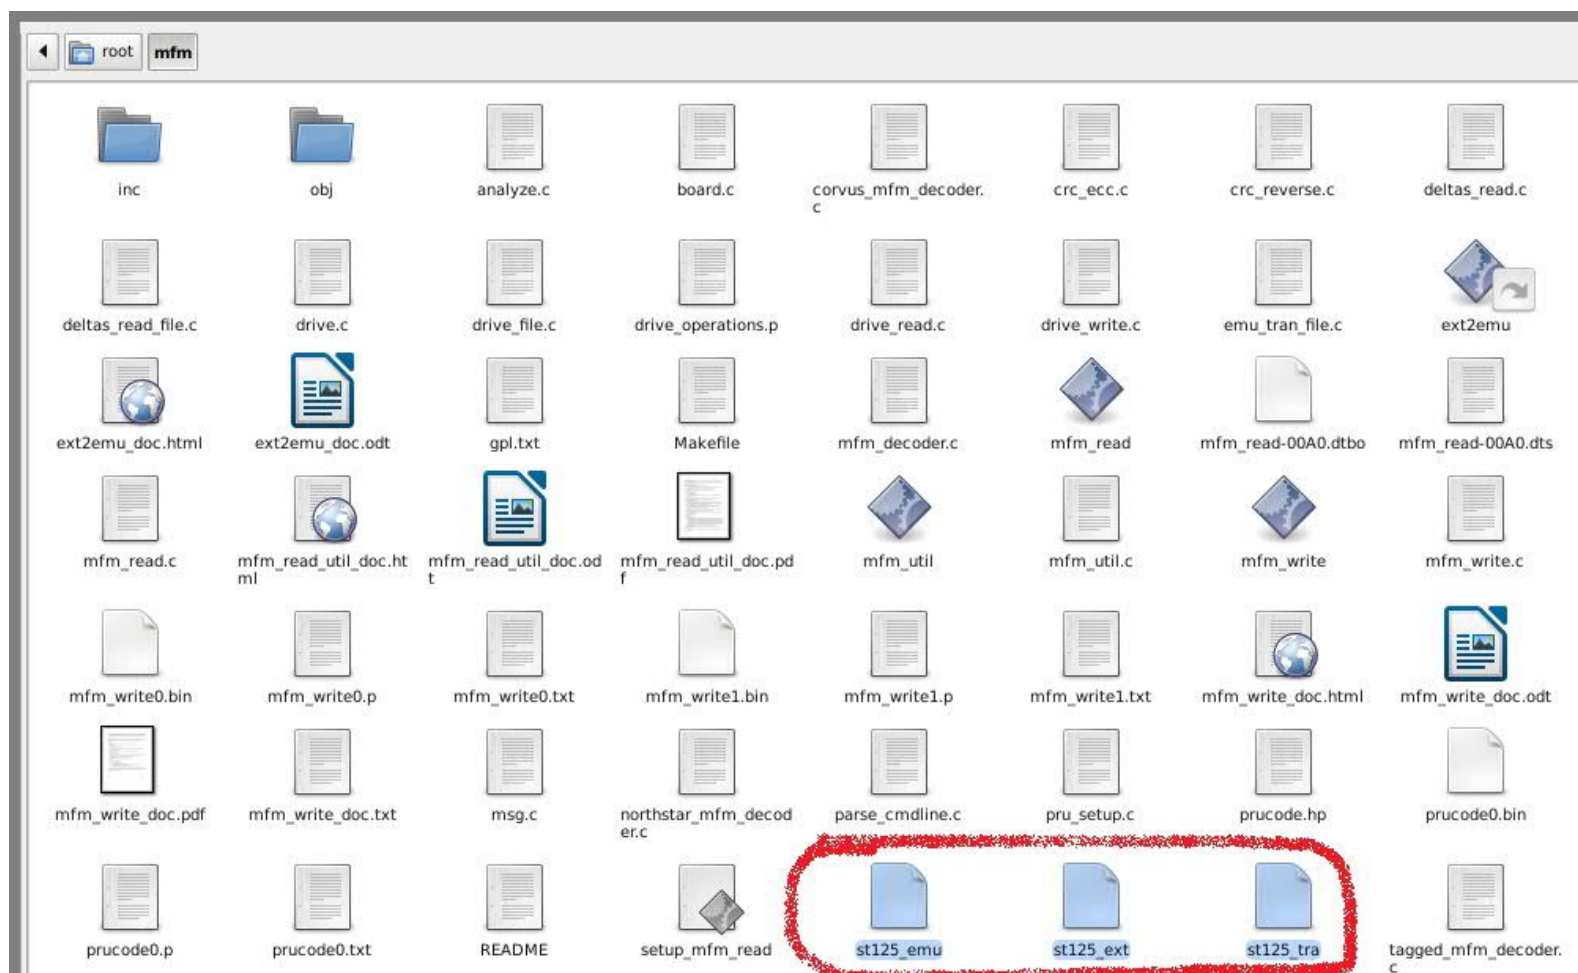 root mfm
inc obj analyze.c board.c corvus_mfm_decoder. crc_ecc.c crc_reverse.c deltas_read.c
c
deltas_read_file.c drive.c drive_file.c drive_operations.p drive_read.c drive_write.c emu_tran_file.c ext2emu
ext2emu_doc.html ext2emu_doc.odt gpl.txt Makefile mfm_decoder.c mfm_read mfm_read-00A0.dtbo mfm_read-00A0.dts
mfm_read.c mfm_read_util_doc.ht mfm_read_util_doc.od mfm_read_util_doc.pd mfm_util mfm_util.c mfm_write mfm_write.c
ml t f
mfm_write0.bin mfm_write0.p mfm_write0.txt mfm_write1.bin mfm_write1.p mfm_write1.txt mfm_write_doc.html mfm_write_doc.odt
mfm_write_doc.pdf mfm_write_doc.txt msg.c northstar_mfm_decod parse_cmdline.c pru_setup.c prucode.hp prucode0.bin
er.c
prucode0.p prucode0.txt README setup_mfm_read st125_emu st125_ext st125_tra tagged_mfm_decoder.
c